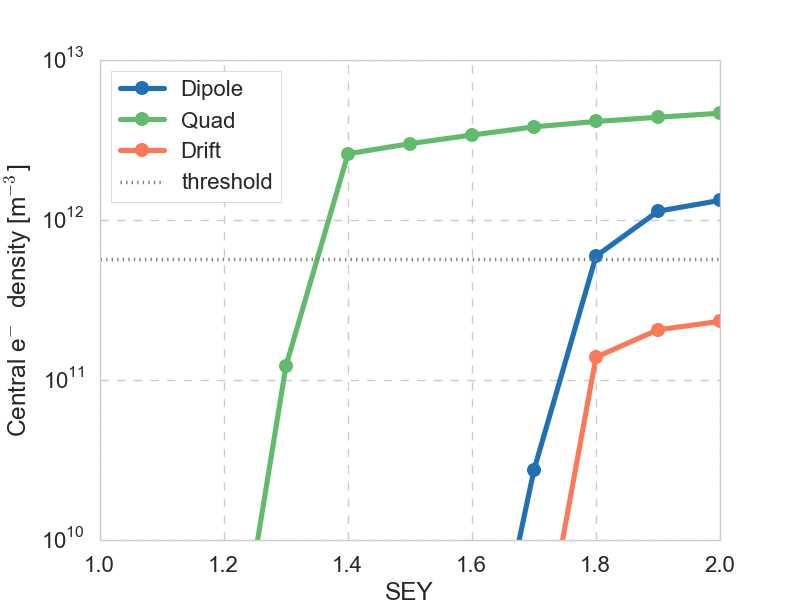 10^13
Dipole
Quad
Drift
threshold
10^12
10^11
10^10
Central e^− density [m^−3]
1.0 1.2 1.4 1.6 1.8 2.0
SEY